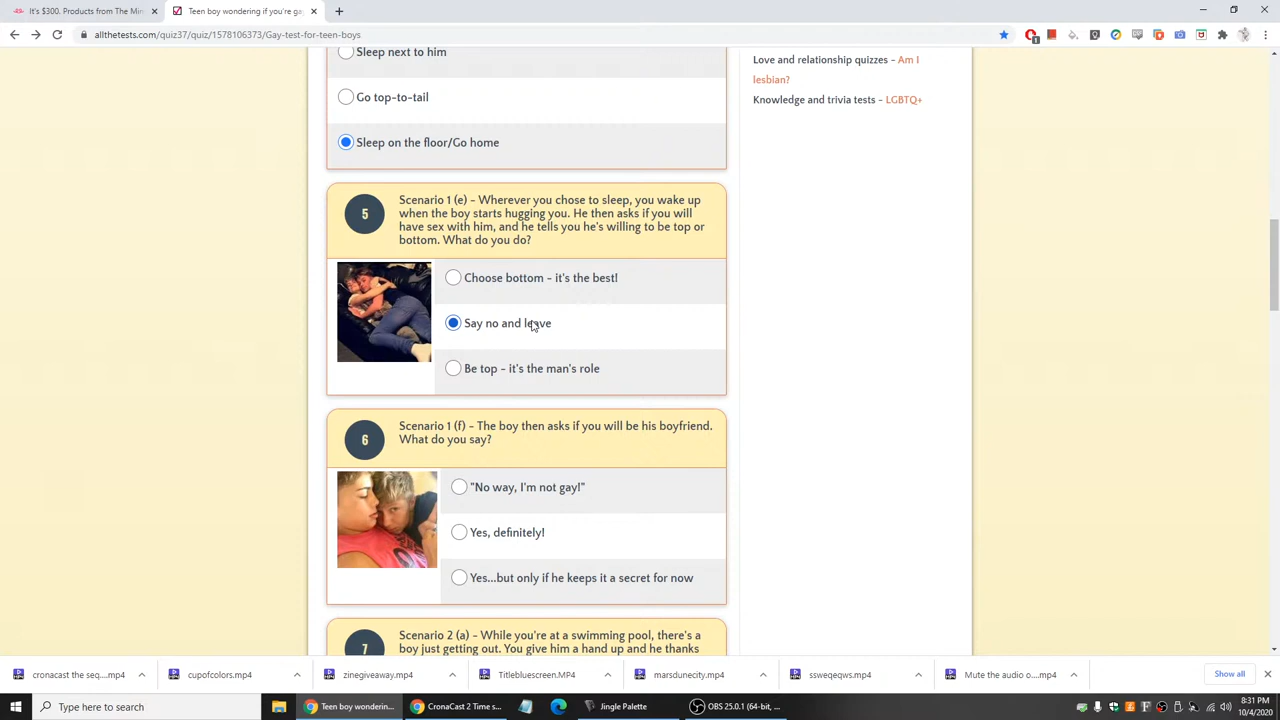 It's $300. Products from The Min
Teen boy wondering if you're ga
allthetests.com/quiz37/quiz/1578106373/Gay-test-for-teen-boys
Sleep next to him
Go top-to-tail
Sleep on the floor/Go home
Love and relationship quizzes - Am I
lesbian?
Knowledge and trivia tests - LGBTQ+
5
Scenario 1 (e) - Wherever you chose to sleep, you wake up
when the boy starts hugging you. He then asks if you will
have sex with him, and he tells you he's willing to be top or
bottom. What do you do?
Choose bottom - it's the best!
Say no and leave
Be top - it's the man's role
6
Scenario 1 (f) - The boy then asks if you will be his boyfriend.
What do you say?
"No way, I'm not gay!"
Yes, definitely!
Yes...but only if he keeps it a secret for now
7
Scenario 2 (a) - While you're at a swimming pool, there's a
boy just getting out. You give him a hand up and he thanks
cronacast the seq....mp4
cupofcolors.mp4
zinegiveaway.mp4
Titlebluescreen.MP4
marsdunecity.mp4
ssweqeqws.mp4
Mute the audio o....mp4
Show all
Type here to search
Teen boy wonderin...
CronaCast 2 Time s...
Jingle Palette
OBS 25.0.1 (64-bit, ...
8:31 PM
10/4/2020